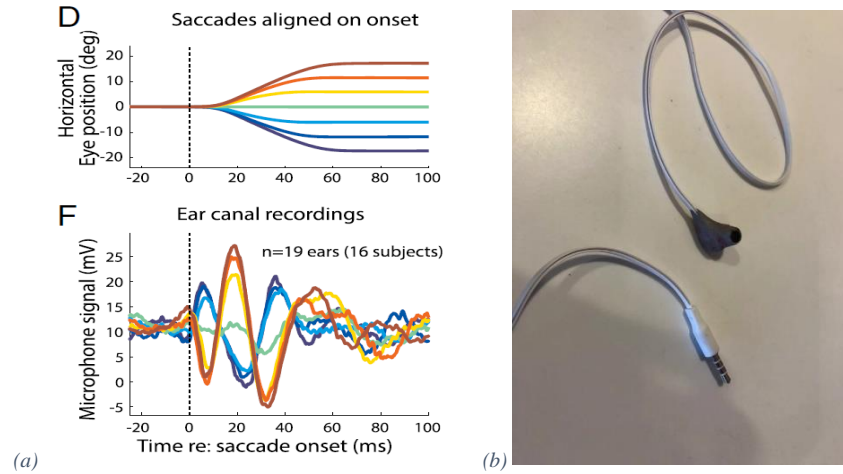 D
Saccades aligned on onset
Horizontal
Eye position (deg)
20
10
0
-10
-20
-20 0 20 40 60 80 100
F
Ear canal recordings
n=19 ears (16 subjects)
Microphone signal (mV)
25
20
15
10
5
0
-5
-20 0 20 40 60 80 100
Time re: saccade onset (ms)
(a)
(b)